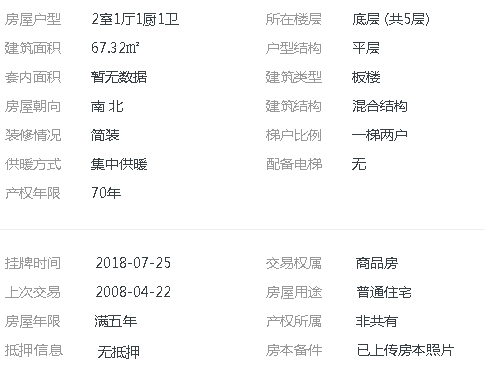 房屋户型 2室1厅1厨1卫 所在楼层 底层 (共5层)
建筑面积 67.32㎡ 户型结构 平层
套内面积 暂无数据 建筑类型 板楼
房屋朝向 南 北 建筑结构 混合结构
装修情况 简装 梯户比例 一梯两户
供暖方式 集中供暖 配备电梯 无
产权年限 70年
挂牌时间 2018-07-25 交易权属 商品房
上次交易 2008-04-22 房屋用途 普通住宅
房屋年限 满五年 产权所属 非共有
抵押信息 无抵押 房本备件 已上传房本照片